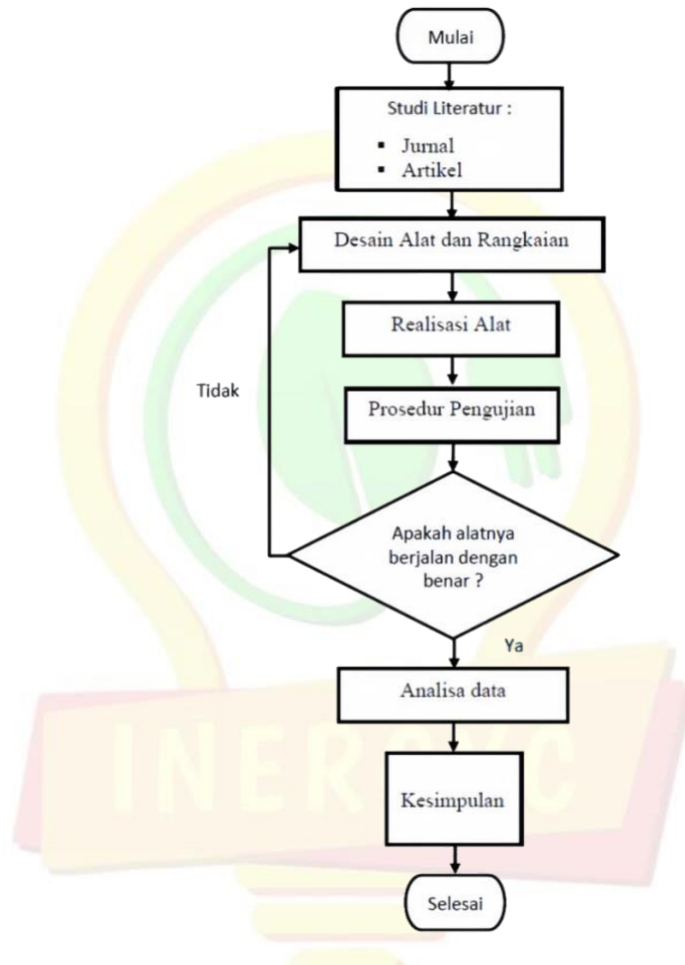 Mulai
Studi Literatur :
▪ Jurnal
▪ Artikel
Desain Alat dan Rangkaian
Realisasi Alat
Tidak
Prosedur Pengujian
Apakah alatnya
berjalan dengan
benar ?
Ya
Analisa data
Kesimpulan
Selesai